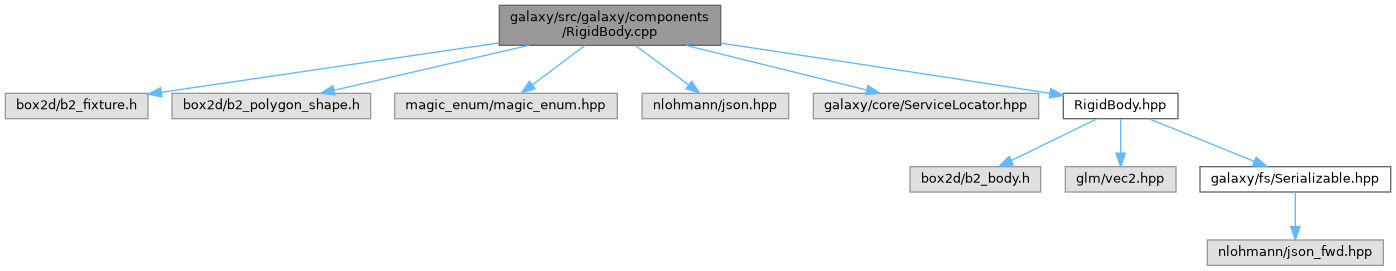 galaxy/src/galaxy/components
/RigidBody.cpp
box2d/b2_fixture.h
box2d/b2_polygon_shape.h
magic_enum/magic_enum.hpp
nlohmann/json.hpp
galaxy/core/ServiceLocator.hpp
RigidBody.hpp
box2d/b2_body.h
glm/vec2.hpp
galaxy/fs/Serializable.hpp
nlohmann/json_fwd.hpp